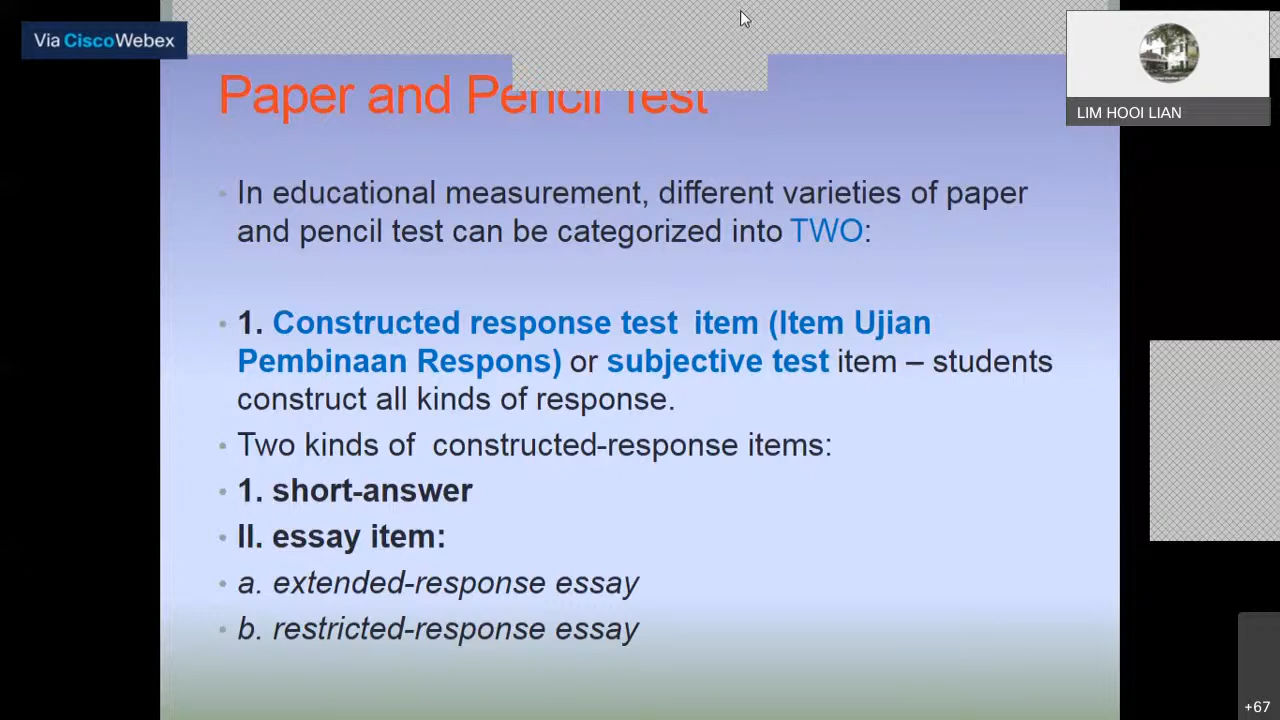 Via CiscoWebex
LIM HOOI LIAN
Paper and Pencil Test
• In educational measurement, different varieties of paper
and pencil test can be categorized into TWO:
• 1. Constructed response test item (Item Ujian
Pembinaan Respons) or subjective test item – students
construct all kinds of response.
• Two kinds of constructed-response items:
• 1. short-answer
• II. essay item:
• a. extended-response essay
• b. restricted-response essay
+67